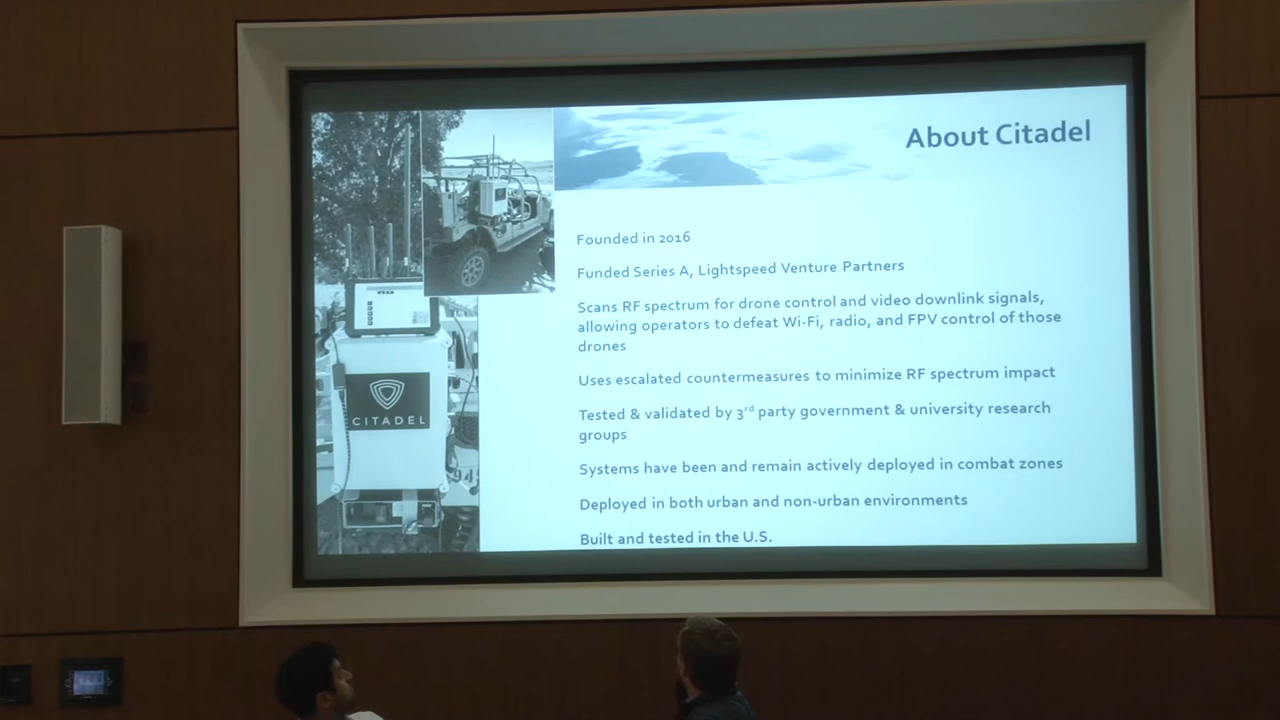 About Citadel
Founded in 2016
Funded Series A, Lightspeed Venture Partners
Scans RF spectrum for drone control and video downlink signals,
allowing operators to defeat Wi-Fi, radio, and FPV control of those
drones
Uses escalated countermeasures to minimize RF spectrum impact
Tested & validated by 3rd party government & university research
groups
Systems have been and remain actively deployed in combat zones
Deployed in both urban and non-urban environments
Built and tested in the U.S.
CITADEL